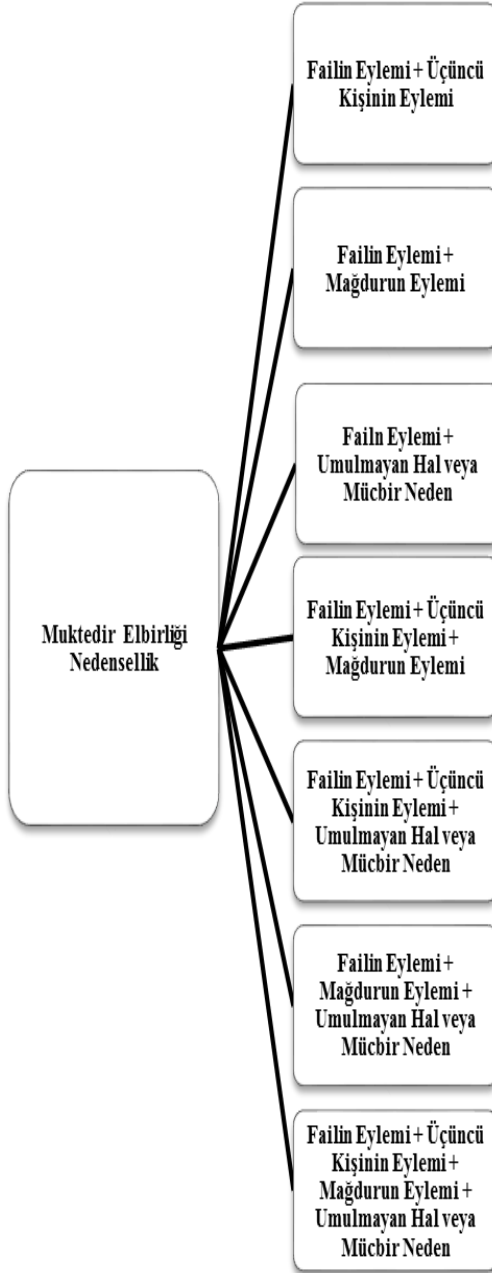 Failin Eylemi + Üçüncü
Kişinin Eylemi
Failin Eylemi +
Mağdurun Eylemi
Failn Eylemi +
Umulmayan Hal veya
Mücbir Neden
Muktedir Elbirliği
Nedensellik
Failin Eylemi + Üçüncü
Kişinin Eylemi +
Mağdurun Eylemi
Failin Eylemi + Üçüncü
Kişinin Eylemi +
Umulmayan Hal veya
Mücbir Neden
Failin Eylemi +
Mağdurun Eylemi +
Umulmayan Hal veya
Mücbir Neden
Failin Eylemi + Üçüncü
Kişinin Eylemi +
Mağdurun Eylemi +
Umulmayan Hal veya
Mücbir Neden